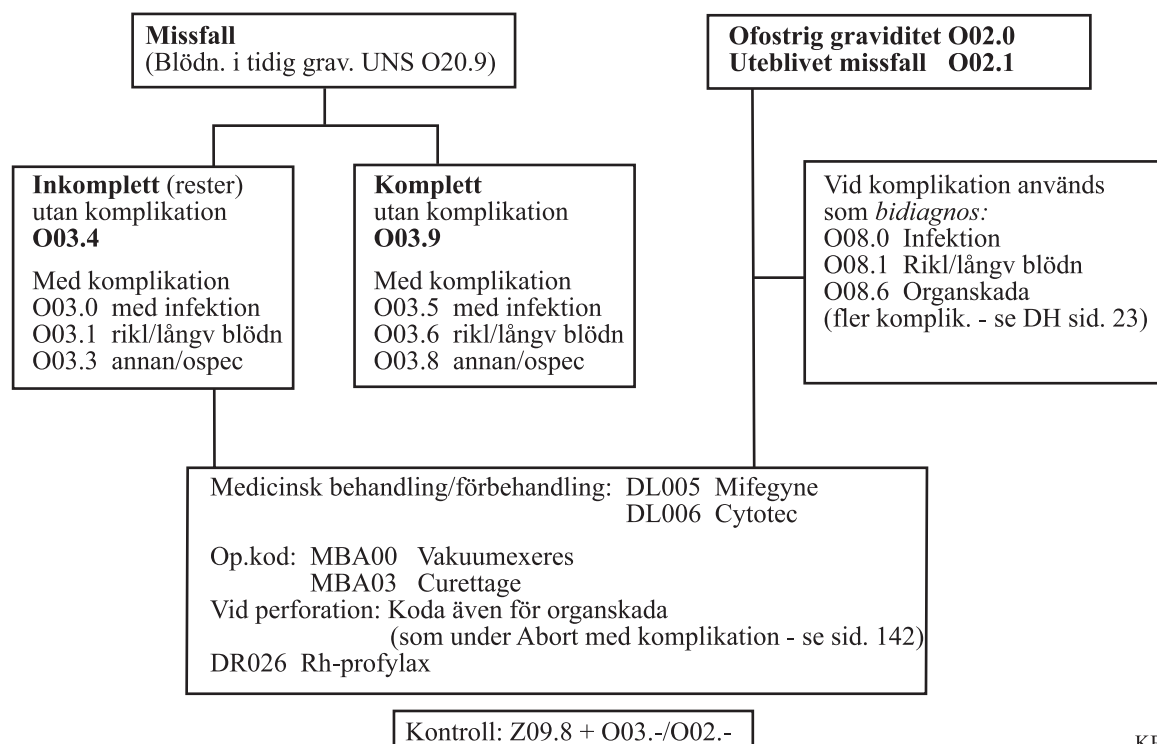 Missfall
(Blödn. i tidig grav. UNS O20.9)
Ofostrig graviditet O02.0
Uteblivet missfall O02.1
Inkomplett (rester)
utan komplikation
O03.4
Med komplikation
O03.0 med infektion
O03.1 rikl/långv blödn
O03.3 annan/ospec
Komplett
utan komplikation
O03.9
Med komplikation
O03.5 med infektion
O03.6 rikl/långv blödn
O03.8 annan/ospec
Vid komplikation används
som bidiagnos:
O08.0 Infektion
O08.1 Rikl/långv blödn
O08.6 Organskada
(fler komplik. - se DH sid. 23)
Medicinsk behandling/förbehandling: DL005 Mifegyne
DL006 Cytotec
Op.kod: MBA00 Vakuumexeres
MBA03 Curettage
Vid perforation: Koda även för organskada
(som under Abort med komplikation - se sid. 142)
DR026 Rh-profylax
Kontroll: Z09.8 + O03.-/O02.-